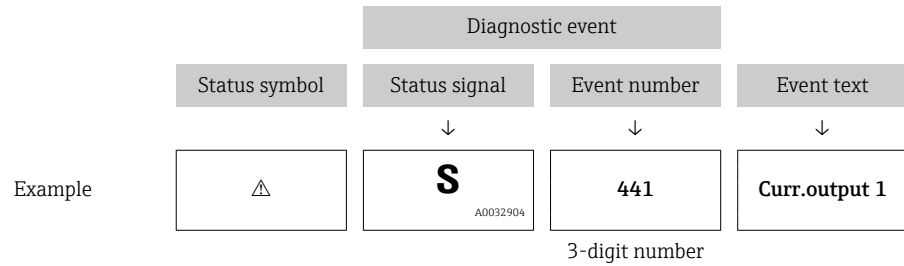 Diagnostic event
Status symbol Status signal Event number Event text
↓ ↓ ↓
Example ⚠ S 441 Curr.output 1
A0032904
3-digit number